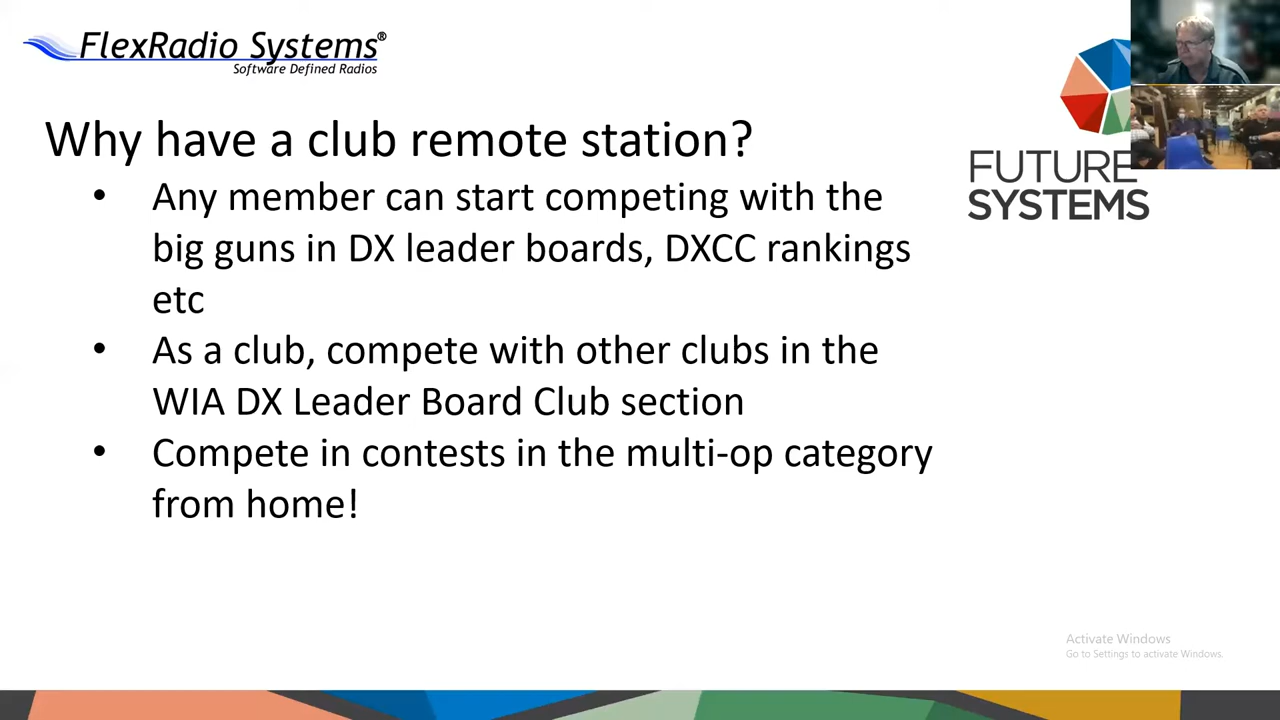 FlexRadio Systems®
Software Defined Radios
FUTURE
SYSTEMS
Why have a club remote station?
• Any member can start competing with the
big guns in DX leader boards, DXCC rankings
etc
• As a club, compete with other clubs in the
WIA DX Leader Board Club section
• Compete in contests in the multi-op category
from home!
Activate Windows
Go to Settings to activate Windows.